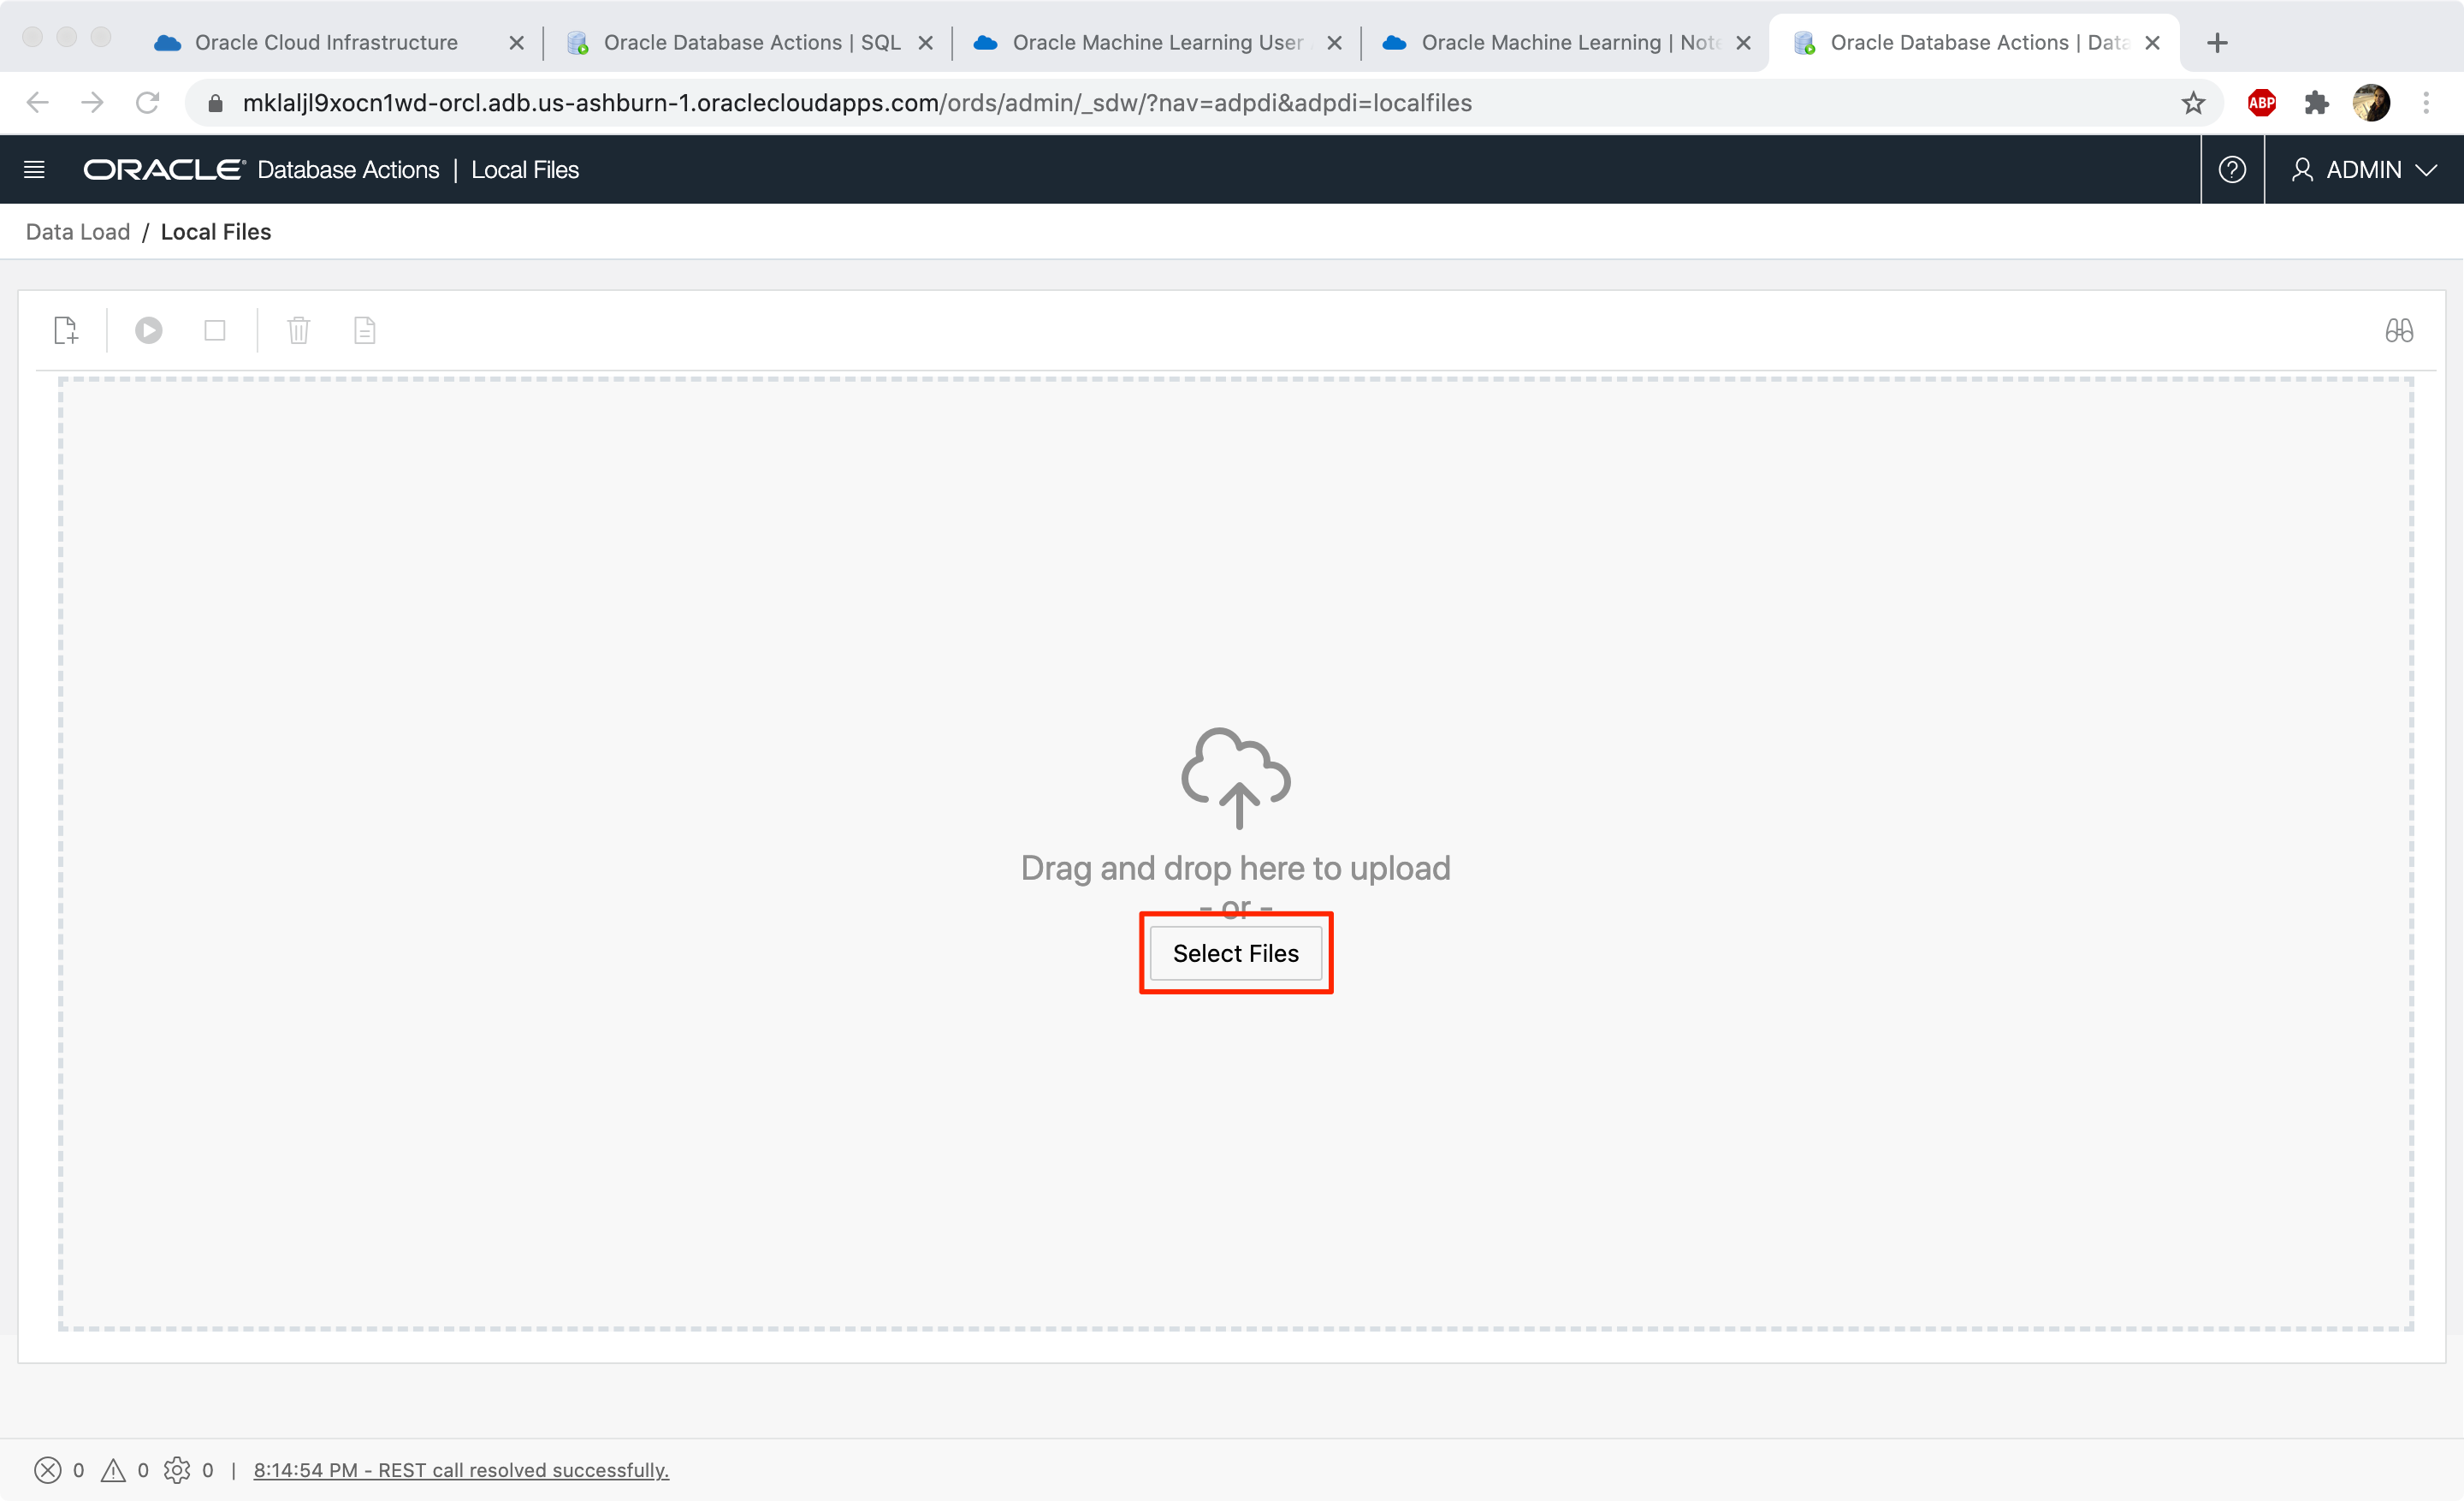 Oracle Cloud Infrastructure
Oracle Database Actions | SQL
Oracle Machine Learning User
Oracle Machine Learning | Note
Oracle Database Actions | Data
mklaljl9xocn1wd-orcl.adb.us-ashburn-1.oraclecloudapps.com/ords/admin/_sdw/?nav=adpdi&adpdi=localfiles
ABP
ORACLE® Database Actions | Local Files
ADMIN
Data Load / Local Files
Drag and drop here to upload
- or -
Select Files
0 0 0 | 8:14:54 PM - REST call resolved successfully.